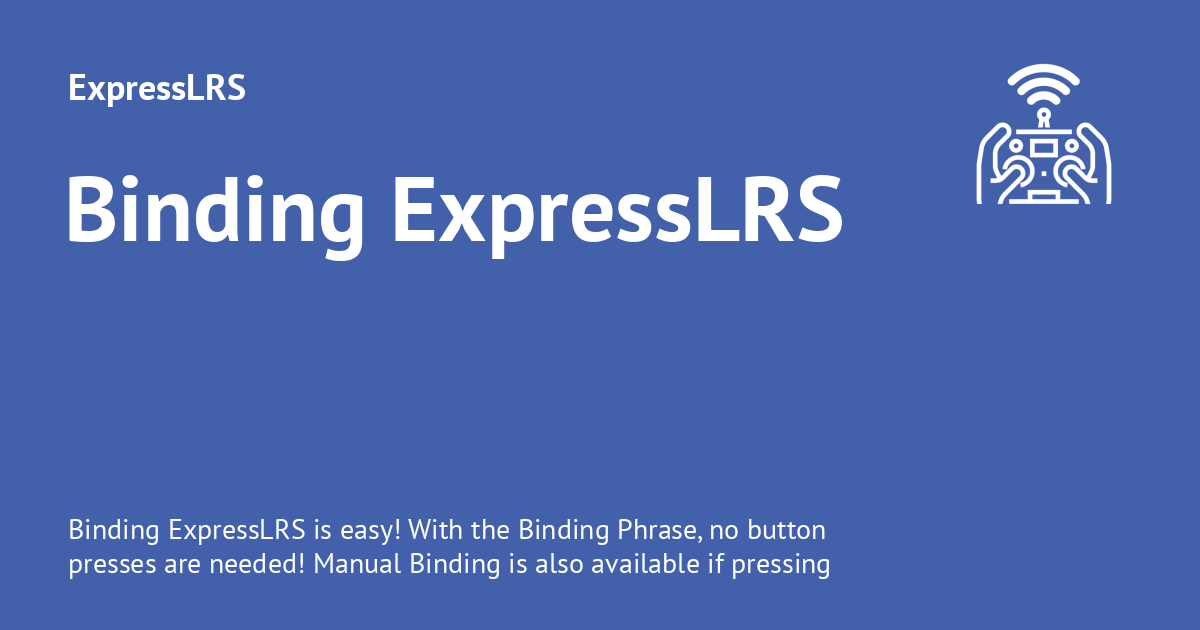 ExpressLRS
Binding ExpressLRS
Binding ExpressLRS is easy! With the Binding Phrase, no button
presses are needed! Manual Binding is also available if pressing